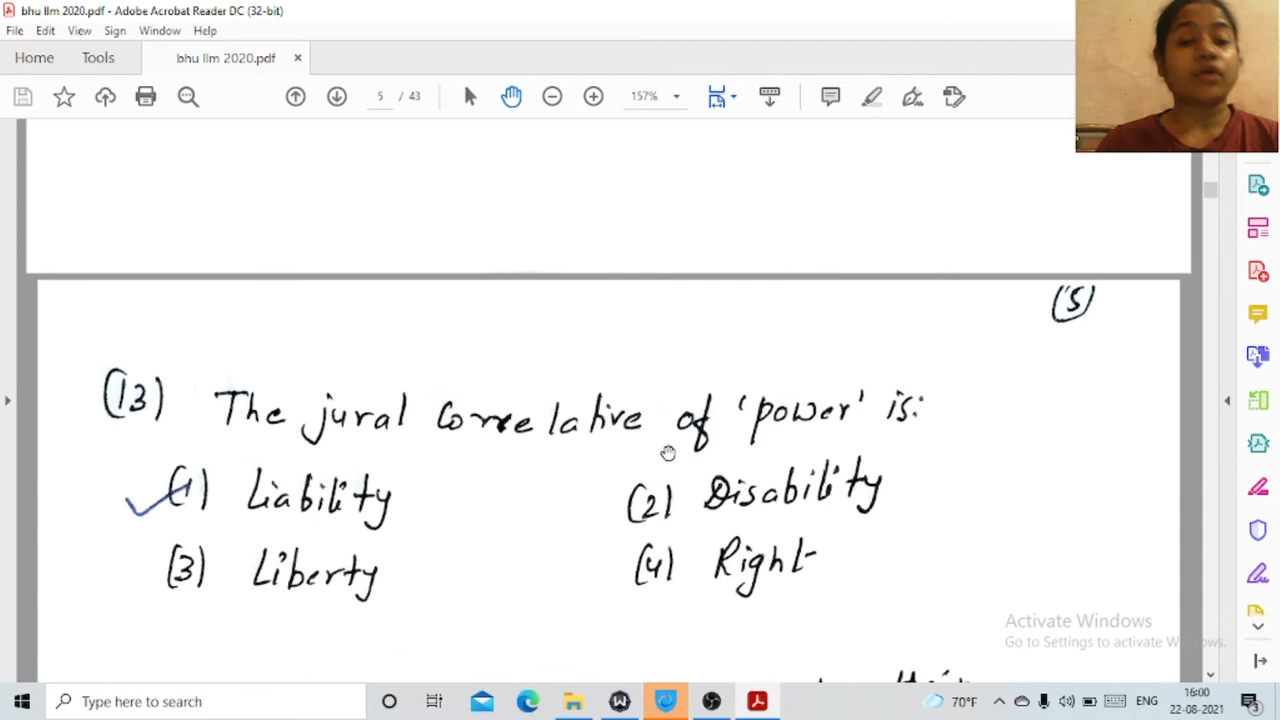 bhu llm 2020.pdf - Adobe Acrobat Reader DC (32-bit)
File Edit View Sign Window Help
Home Tools bhu llm 2020.pdf ×
5 / 43 157%
(5)
(13) The jural correlative of 'power' is:
(1) Liability (2) Disability
(3) Liberty (4) Right
Activate Windows
Go to Settings to activate Windows.
Type here to search
70°F ENG 16:00
22-08-2021 3